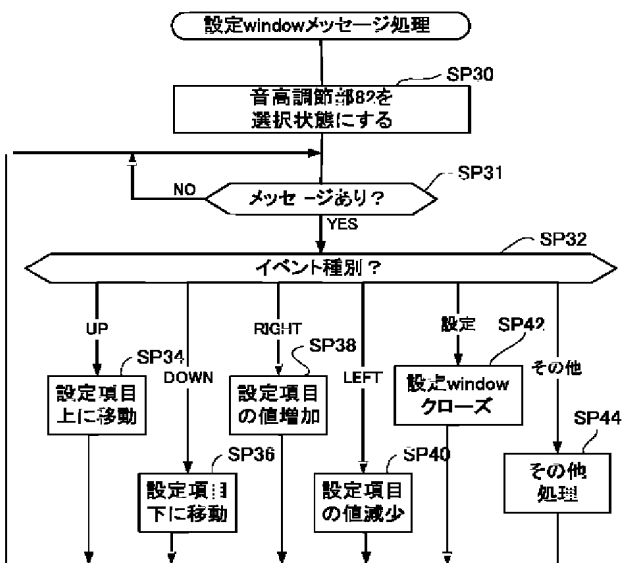 設定windowメッセージ処理
SP30
音高調節部82を
選択状態にする
SP31
NO
メッセージあり？
YES
SP32
イベント種別？
UP
DOWN
RIGHT
LEFT
設定
その他
SP34
設定項目
上に移動
SP36
設定項目
下に移動
SP38
設定項目
の値増加
SP40
設定項目
の値減少
SP42
設定window
クローズ
SP44
その他
処理